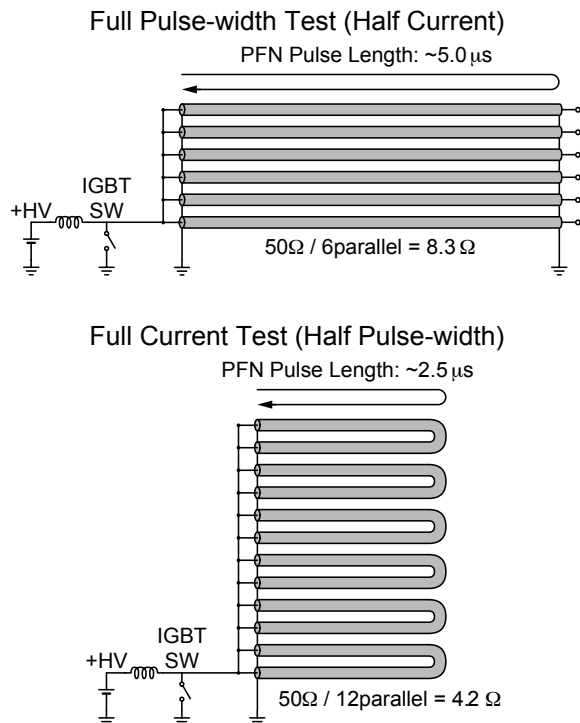 Full Pulse-width Test (Half Current)
PFN Pulse Length: ~5.0 μs
IGBT
+HV
SW
50Ω / 6parallel = 8.3 Ω
Full Current Test (Half Pulse-width)
PFN Pulse Length: ~2.5 μs
IGBT
+HV
SW
50Ω / 12parallel = 4.2 Ω